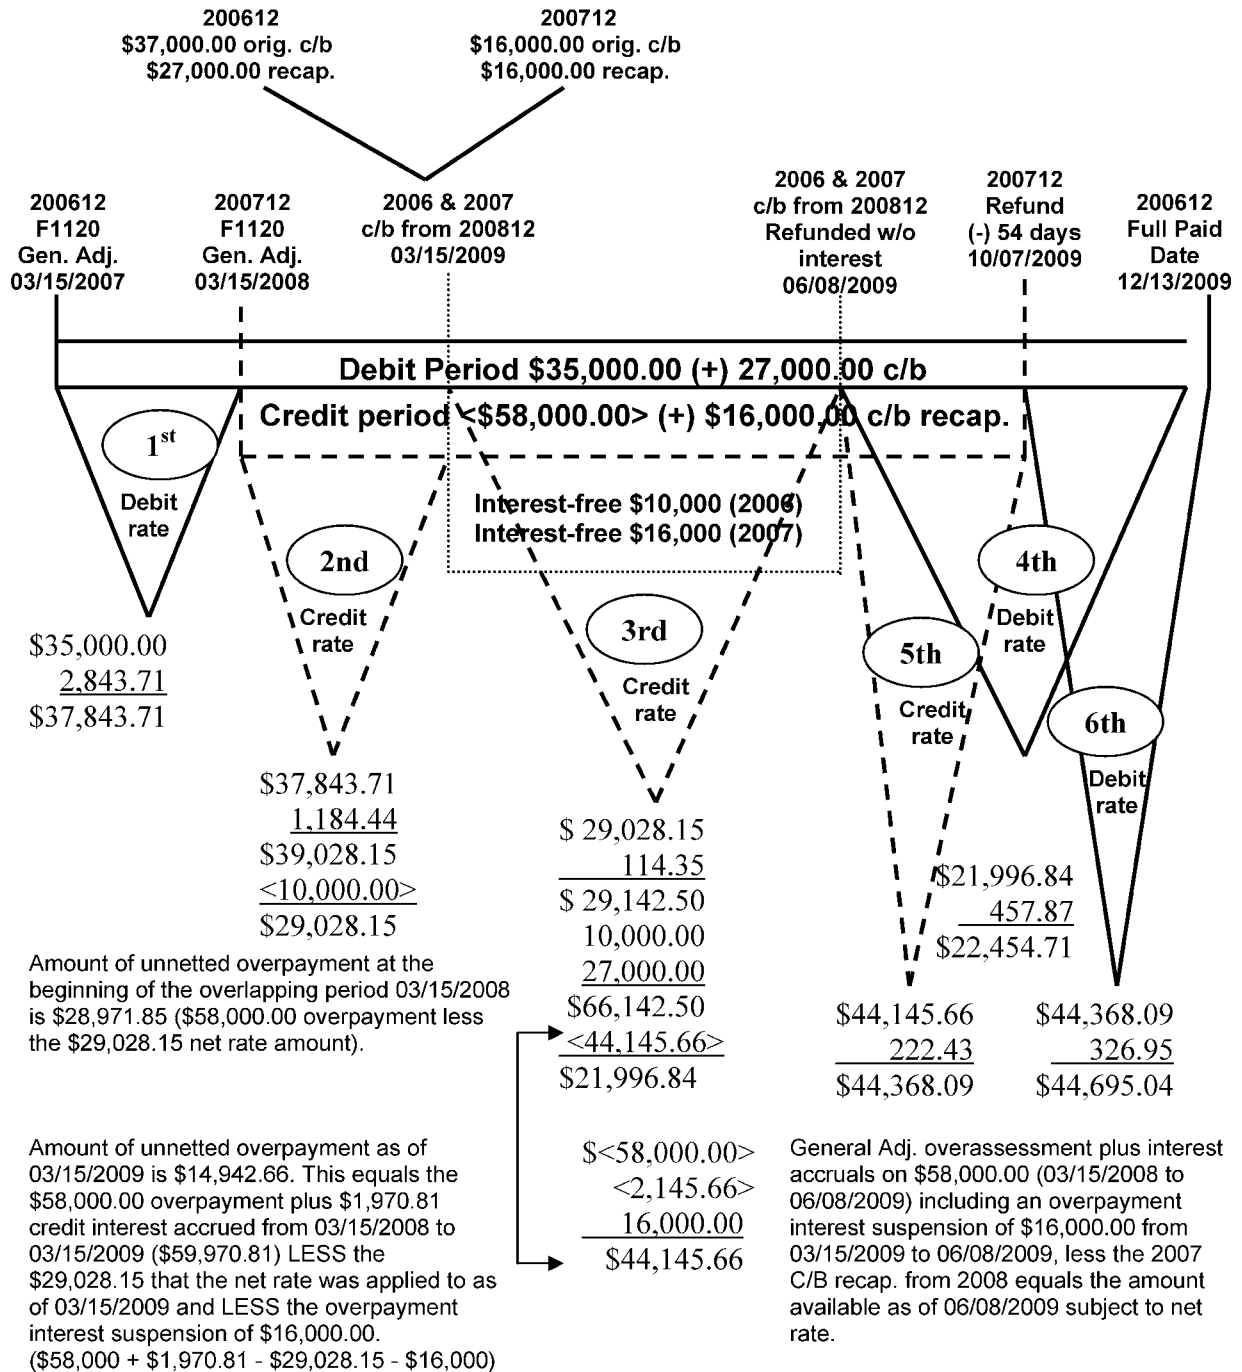 200612
$37,000.00 orig. c/b
$27,000.00 recap.
200712
$16,000.00 orig. c/b
$16,000.00 recap.
200612
F1120
Gen. Adj.
03/15/2007
200712
F1120
Gen. Adj.
03/15/2008
2006 & 2007
c/b from 200812
03/15/2009
2006 & 2007
c/b from 200812
Refunded w/o
interest
06/08/2009
200712
Refund
(-) 54 days
10/07/2009
200612
Full Paid
Date
12/13/2009
Debit Period $35,000.00 (+) 27,000.00 c/b
Credit period <$58,000.00> (+) $16,000.00 c/b recap.
Interest-free $10,000 (2006)
Interest-free $16,000 (2007)
1st
Debit
rate
$35,000.00
2,843.71
$37,843.71
2nd
Credit
rate
$37,843.71
1,184.44
$39,028.15
<10,000.00>
$29,028.15
3rd
Credit
rate
$ 29,028.15
114.35
$ 29,142.50
10,000.00
27,000.00
$66,142.50
<44,145.66>
$21,996.84
4th
Debit
rate
$21,996.84
457.87
$22,454.71
5th
Credit
rate
$44,145.66
222.43
$44,368.09
6th
Debit
rate
$44,368.09
326.95
$44,695.04
Amount of unnetted overpayment at the
beginning of the overlapping period 03/15/2008
is $28,971.85 ($58,000.00 overpayment less
the $29,028.15 net rate amount).
Amount of unnetted overpayment as of
03/15/2009 is $14,942.66. This equals the
$58,000.00 overpayment plus $1,970.81
credit interest accrued from 03/15/2008 to
03/15/2009 ($59,970.81) LESS the
$29,028.15 that the net rate was applied to as
of 03/15/2009 and LESS the overpayment
interest suspension of $16,000.00.
($58,000 + $1,970.81 - $29,028.15 - $16,000)
$<58,000.00>
<2,145.66>
16,000.00
$44,145.66
General Adj. overassessment plus interest
accruals on $58,000.00 (03/15/2008 to
06/08/2009) including an overpayment
interest suspension of $16,000.00 from
03/15/2009 to 06/08/2009, less the 2007
C/B recap. from 2008 equals the amount
available as of 06/08/2009 subject to net
rate.